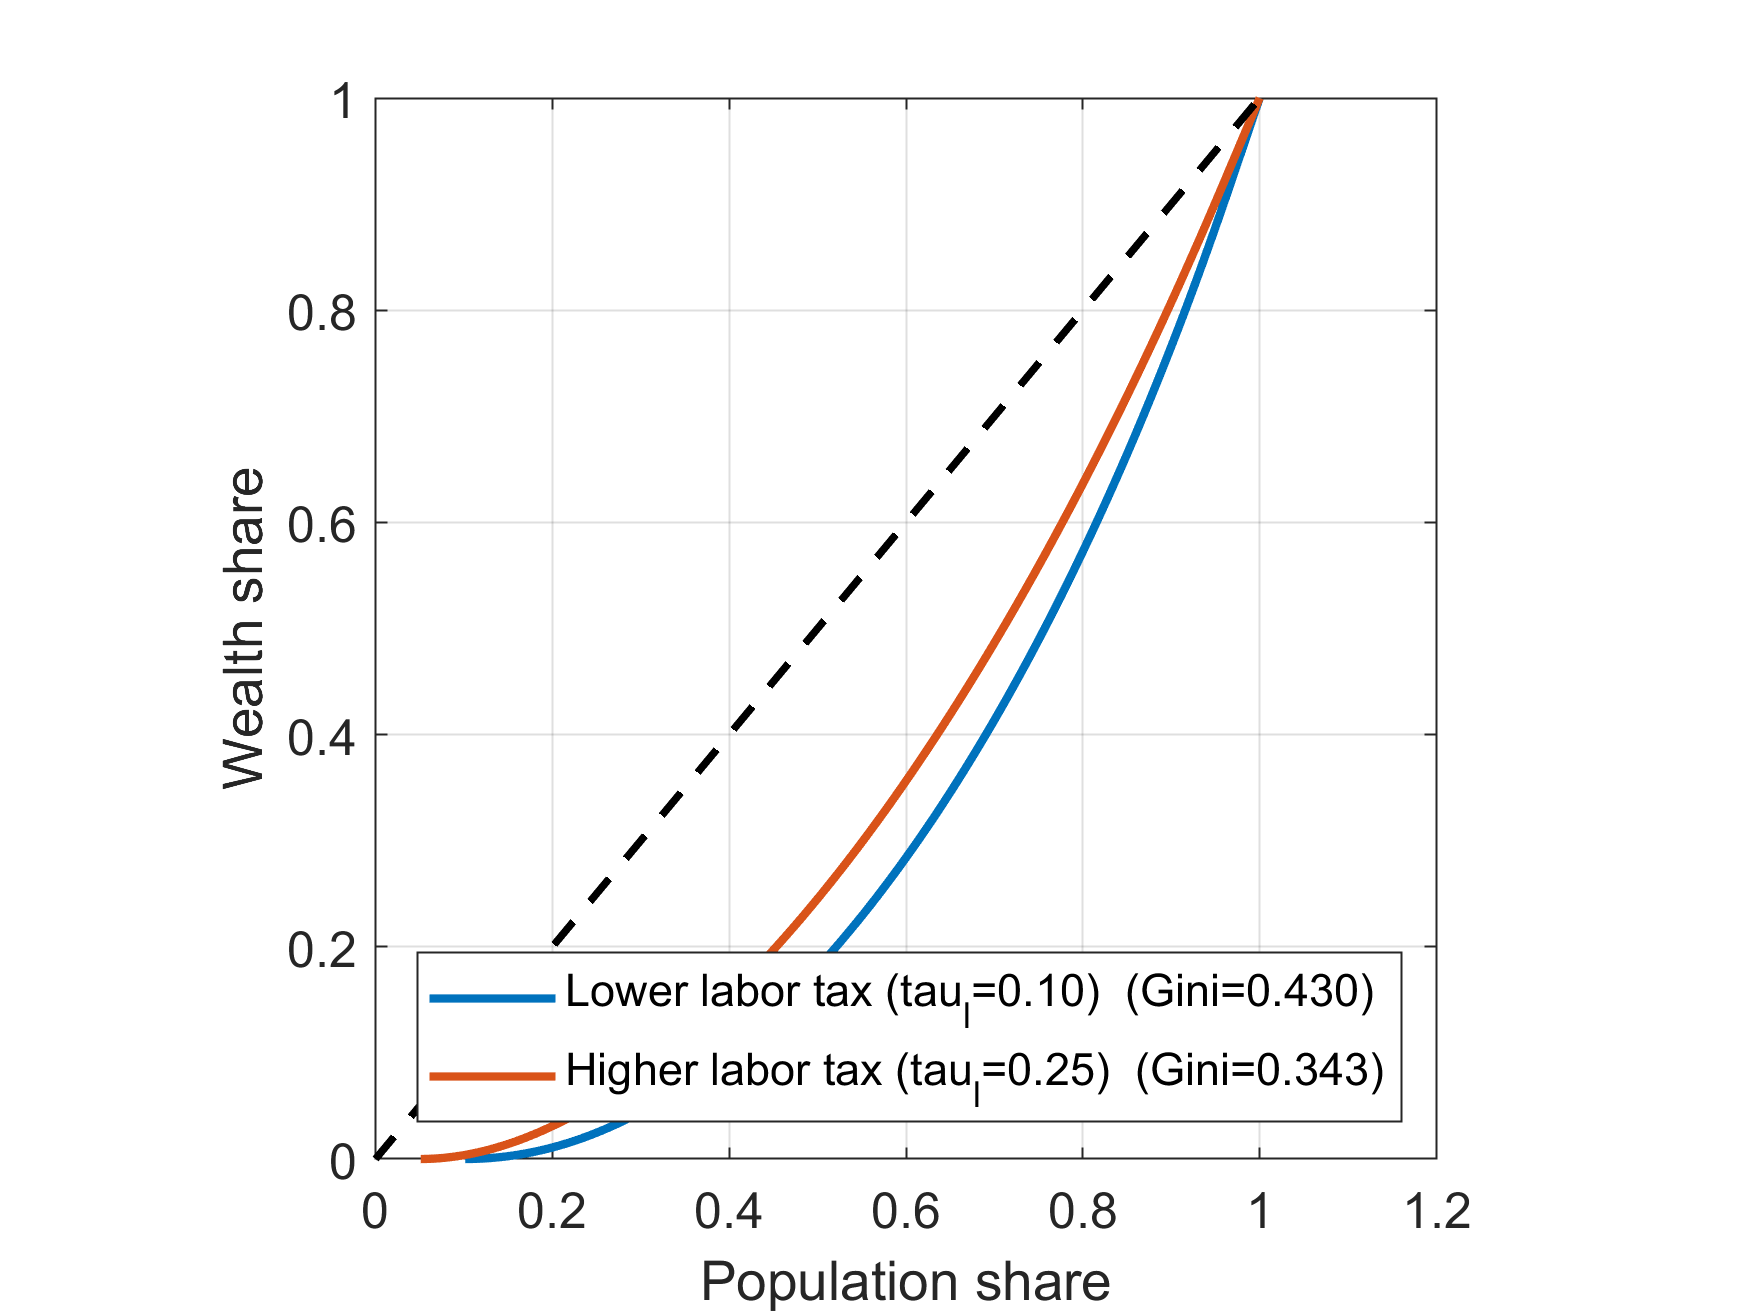 1
0.8
0.6
0.4
0.2
0
Wealth share
Lower labor tax (tau_l=0.10) (Gini=0.430)
Higher labor tax (tau_l=0.25) (Gini=0.343)
0 0.2 0.4 0.6 0.8 1 1.2
Population share